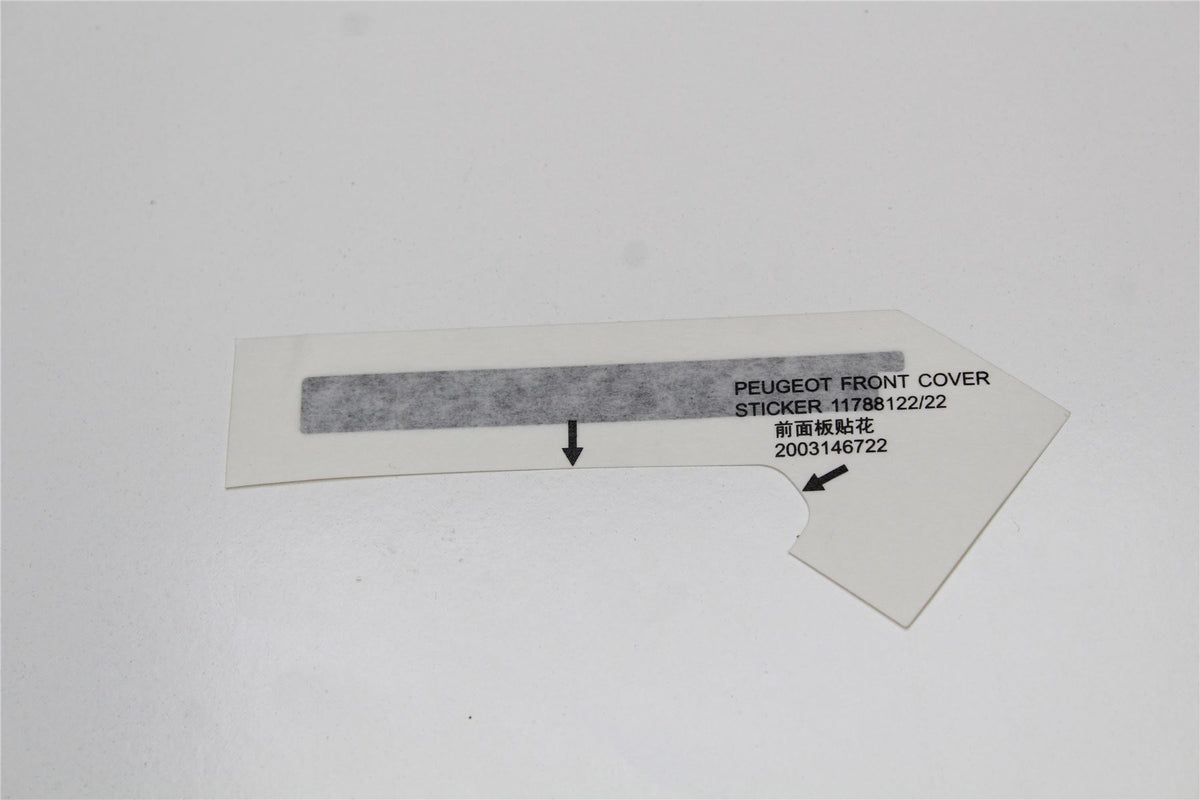 PEUGEOT FRONT COVER
STICKER 11788122/22
前面板贴花
2003146722